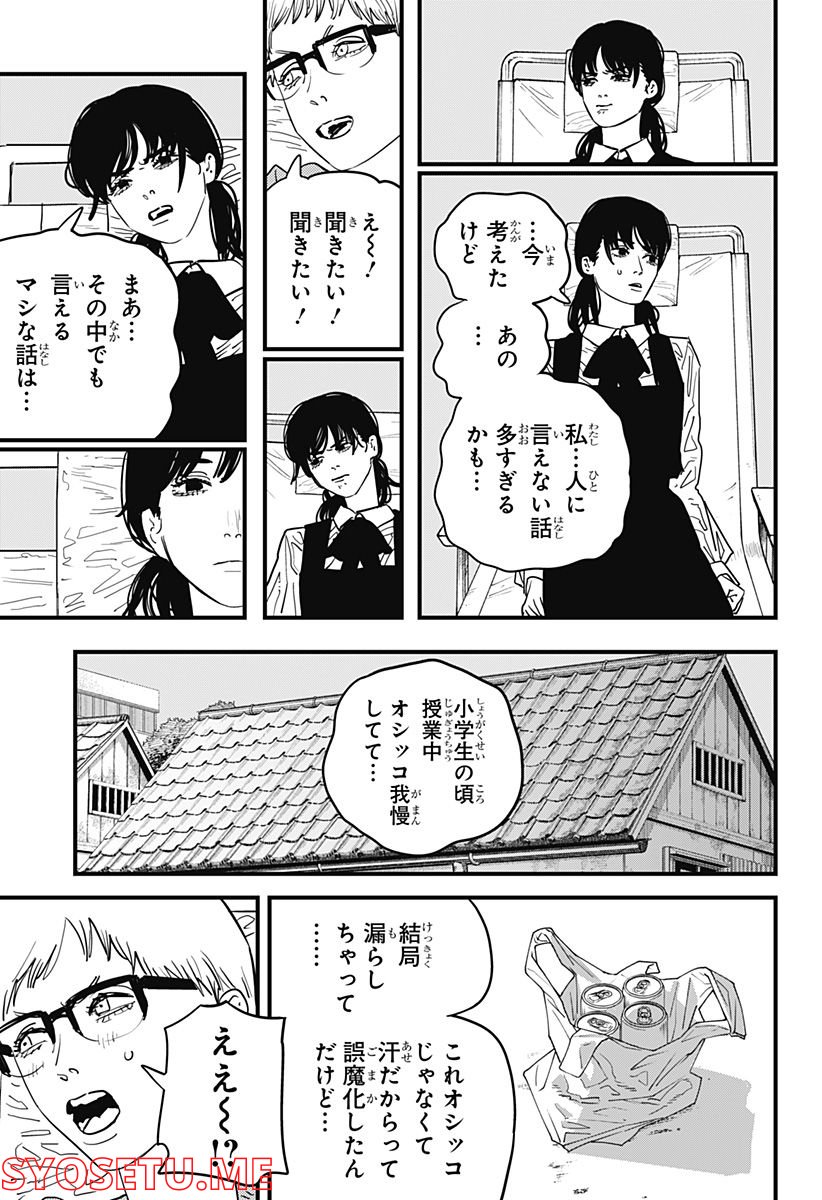 …今
考えた
けど
あの
…
私…人に
言えない話
多すぎる
かも…
え～！
聞きたい！
聞きたい！
まあ…
その中でも
言える
マシな話は…
小学生の頃
授業中
オシッコ我慢
してて…
これオシッコ
じゃなくて
汗だからって
誤魔化したん
だけど…
結局
漏らし
ちゃって
……
ええ～
!?
SYOSETU.ME